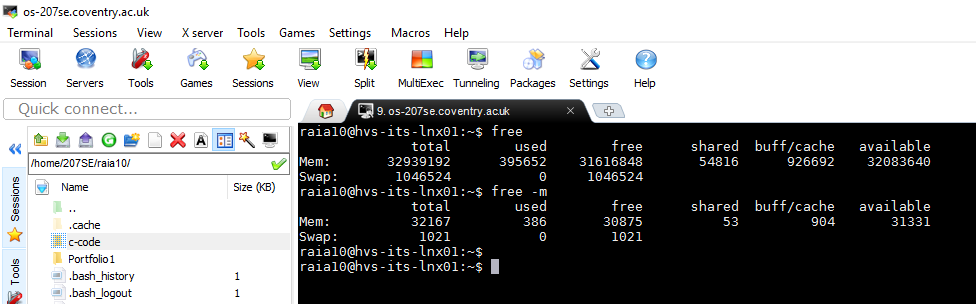 os-207se.coventry.ac.uk
Terminal Sessions View X server Tools Games Settings Macros Help
Session Servers Tools Games Sessions View Split MultiExec Tunneling Packages Settings Help
Quick connect...
9. os-207se.coventry.ac.uk
/home/207SE/raia10/
Name Size (KB)
..
.cache
c-code
Portfolio1
.bash_history 1
.bash_logout 1
Sessions
Tools
raia10@hvs-its-lnx01:~$ free
total used free shared buff/cache available
Mem: 32939192 395652 31616848 54816 926692 32083640
Swap: 1046524 0 1046524
raia10@hvs-its-lnx01:~$ free -m
total used free shared buff/cache available
Mem: 32167 386 30875 53 904 31331
Swap: 1021 0 1021
raia10@hvs-its-lnx01:~$
raia10@hvs-its-lnx01:~$